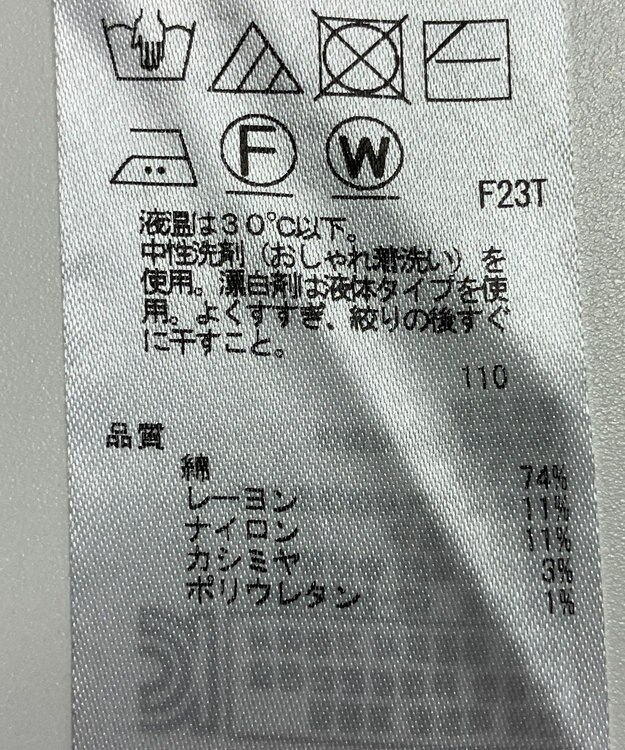 F W
F23T
液温は30℃以下。
中性洗剤（おしゃれ着洗い）を
使用。漂白剤は液体タイプを使
用。よくすすぎ、絞りの後すぐ
に干すこと。
110
品質
綿 74%
レーヨン 11%
ナイロン 11%
カシミヤ 3%
ポリウレタン 1%